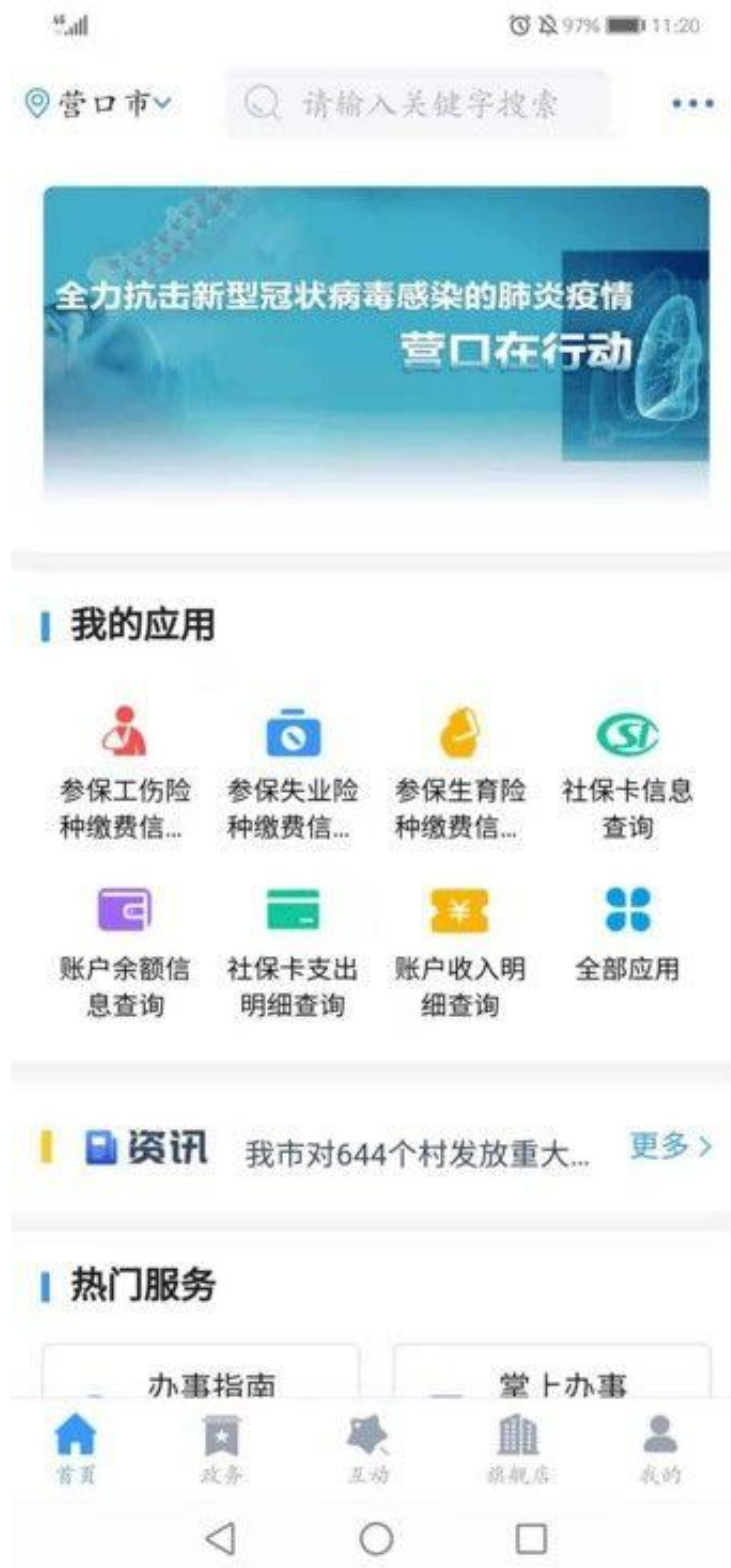 46
97% 11:20
营口市 请输入关键字搜索
全力抗击新型冠状病毒感染的肺炎疫情
营口在行动
我的应用
参保工伤险 参保失业险 参保生育险 社保卡信息
种缴费信... 种缴费信... 种缴费信... 查询
账户余额信 社保卡支出 账户收入明 全部应用
息查询 明细查询 细查询
资讯 我市对644个村发放重大... 更多
热门服务
办事指南 掌上办事
首页 政务 互动 旗舰店 我的